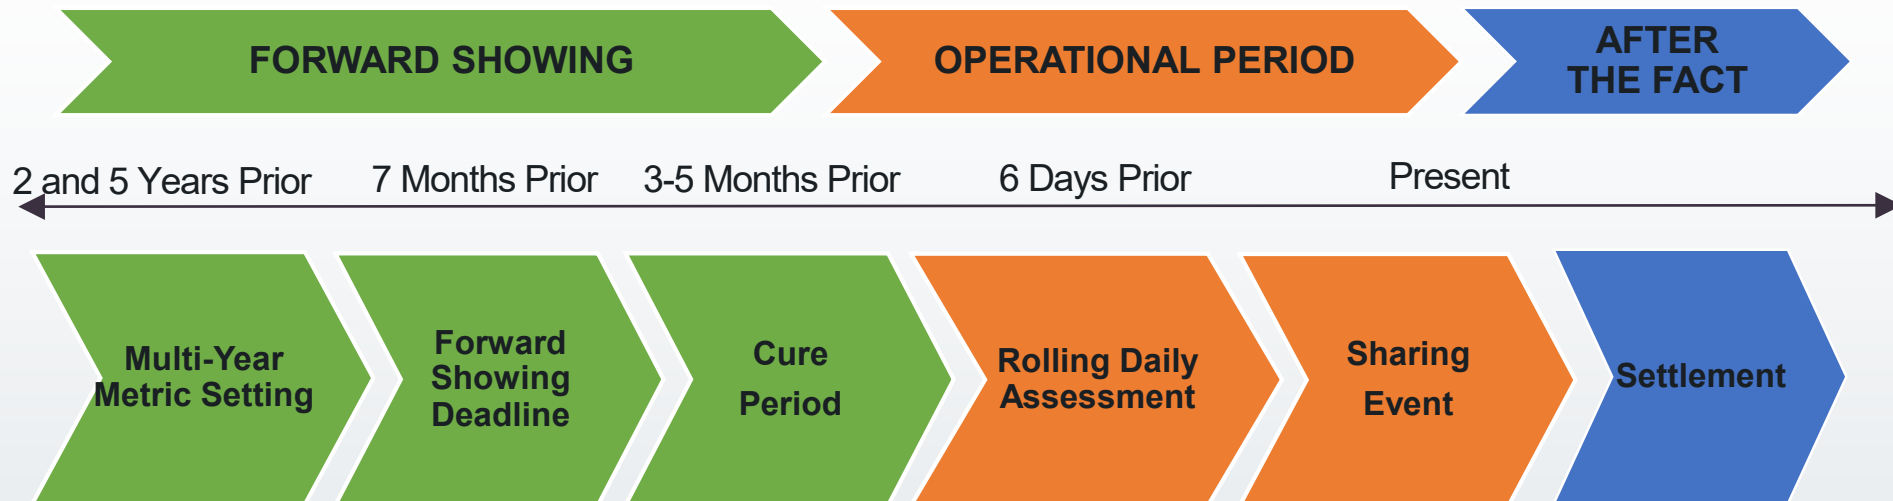 FORWARD SHOWING
OPERATIONAL PERIOD
AFTER
THE FACT
2 and 5 Years Prior
7 Months Prior
3-5 Months Prior
6 Days Prior
Present
Multi-Year
Metric Setting
Forward
Showing
Deadline
Cure
Period
Rolling Daily
Assessment
Sharing
Event
Settlement